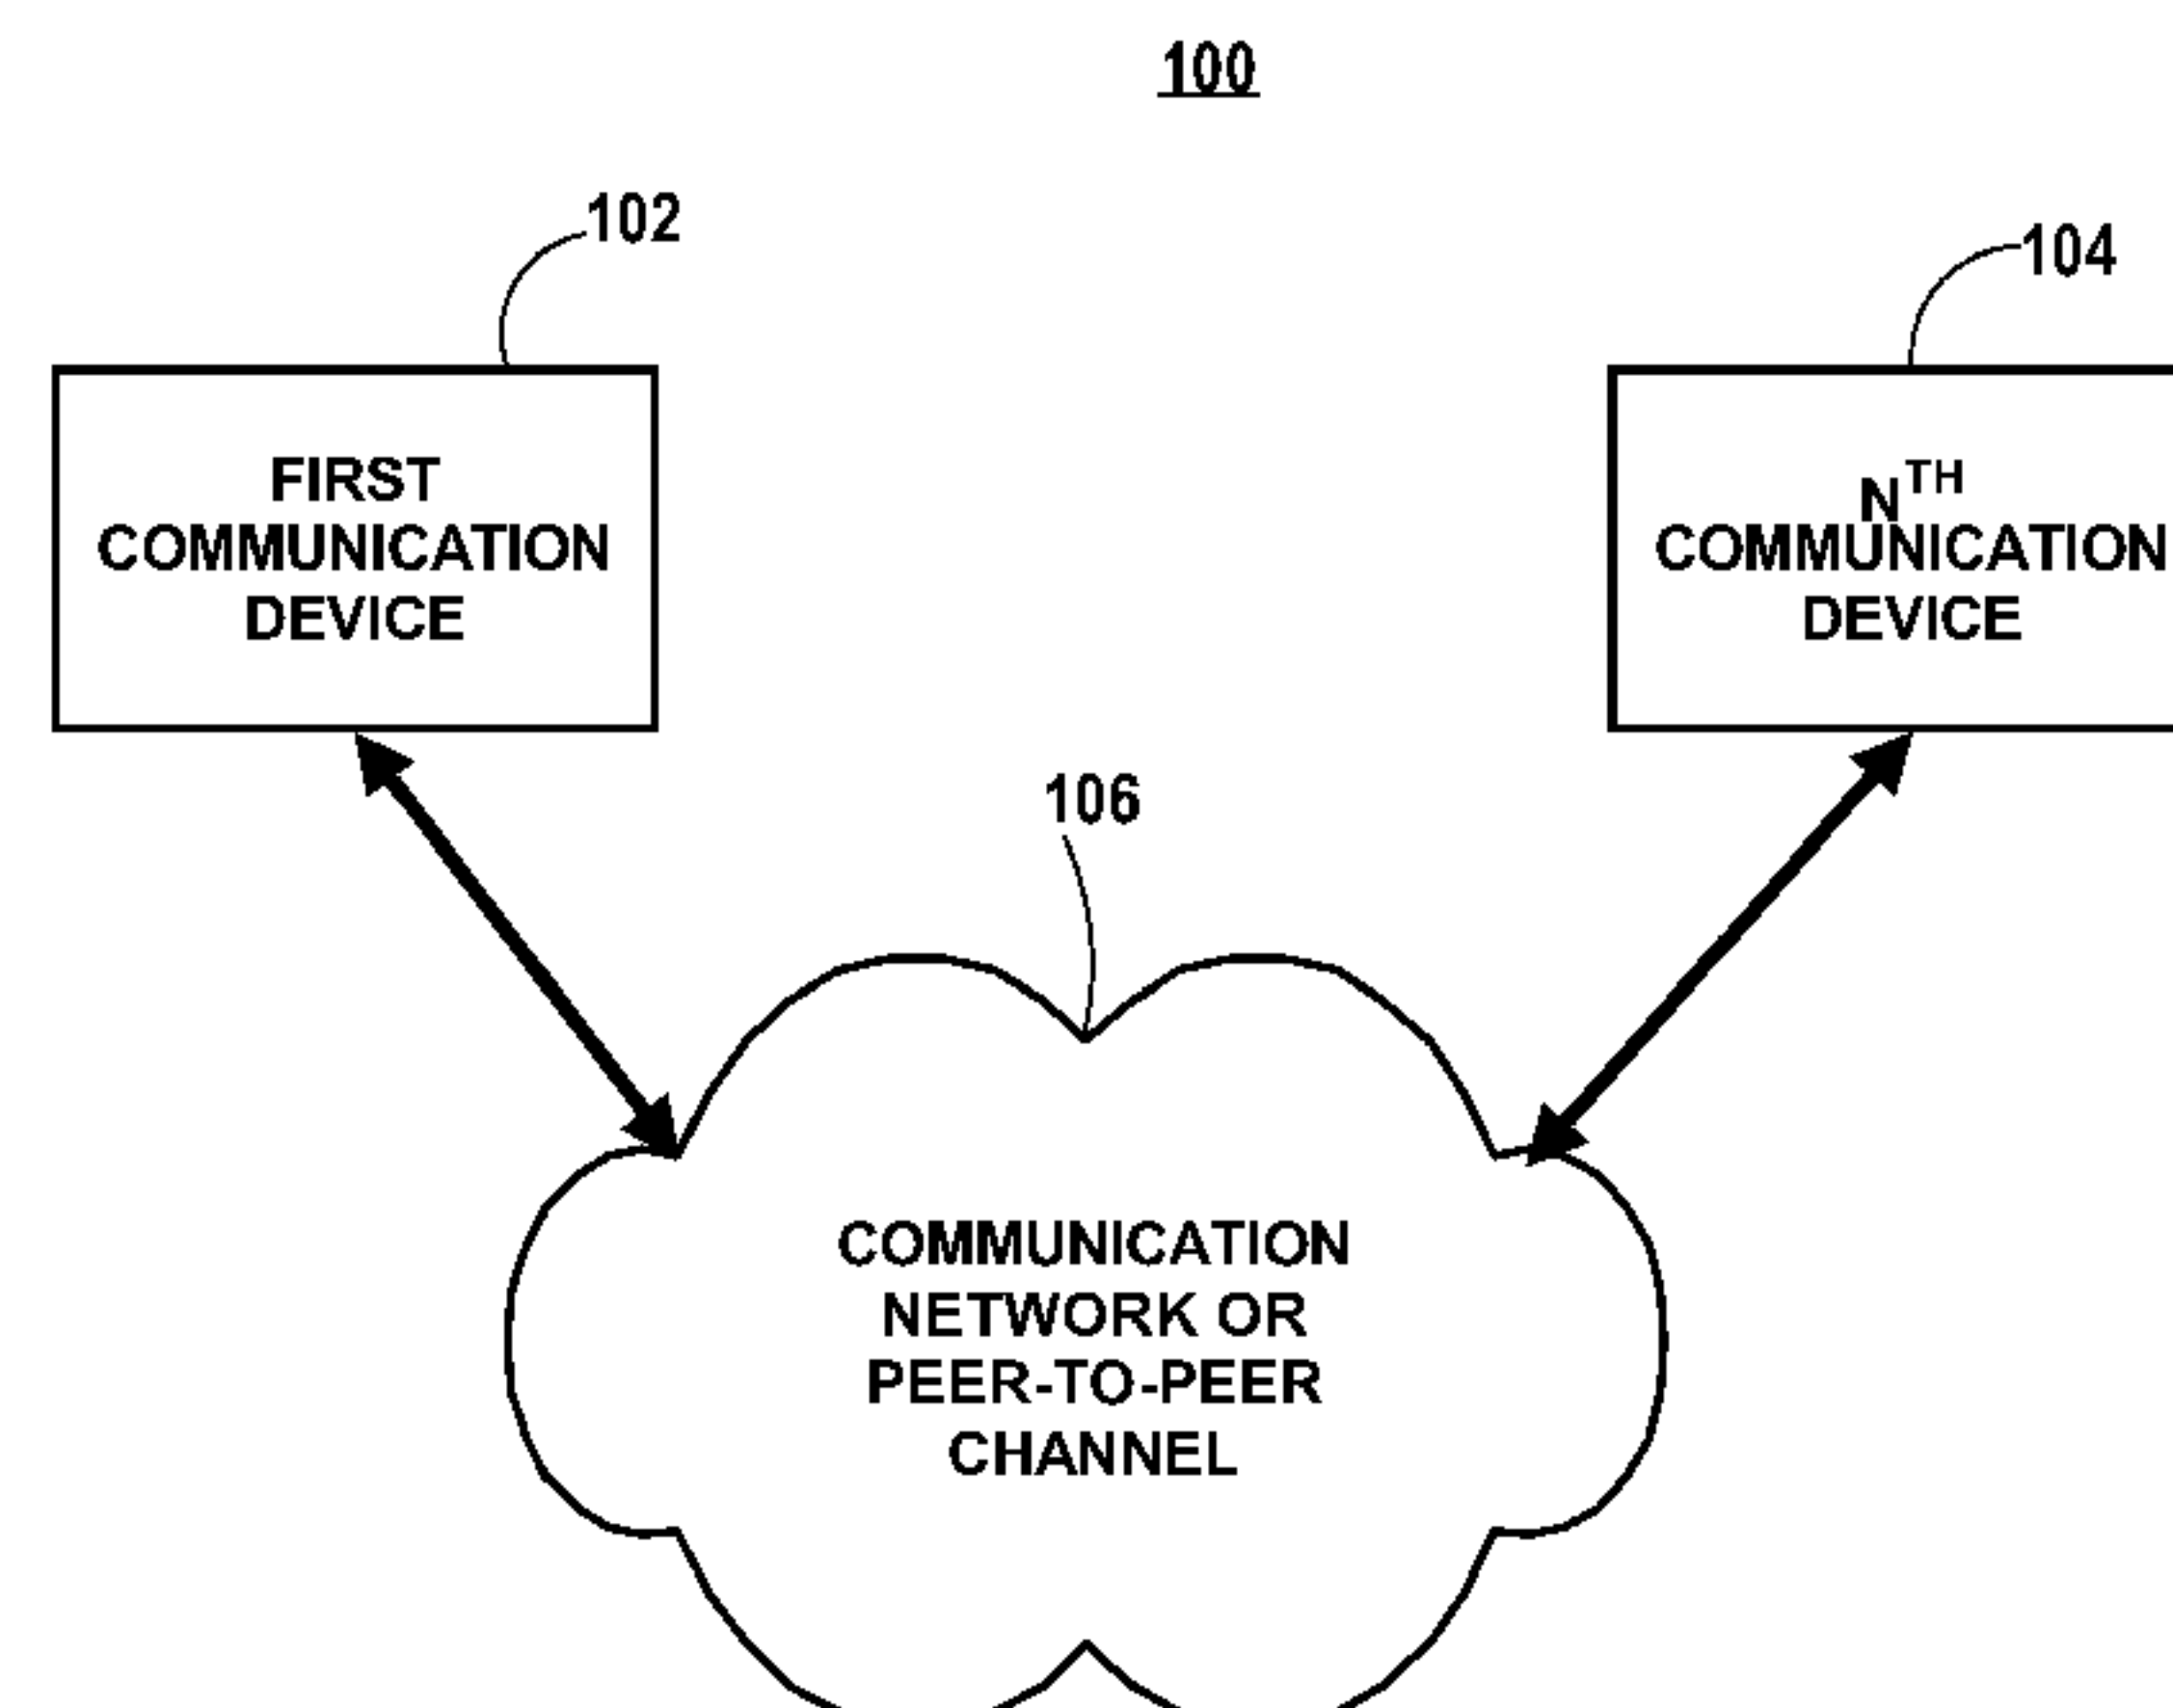 100
102
104
FIRST
COMMUNICATION
DEVICE
NTH
COMMUNICATION
DEVICE
106
COMMUNICATION
NETWORK OR
PEER-TO-PEER
CHANNEL